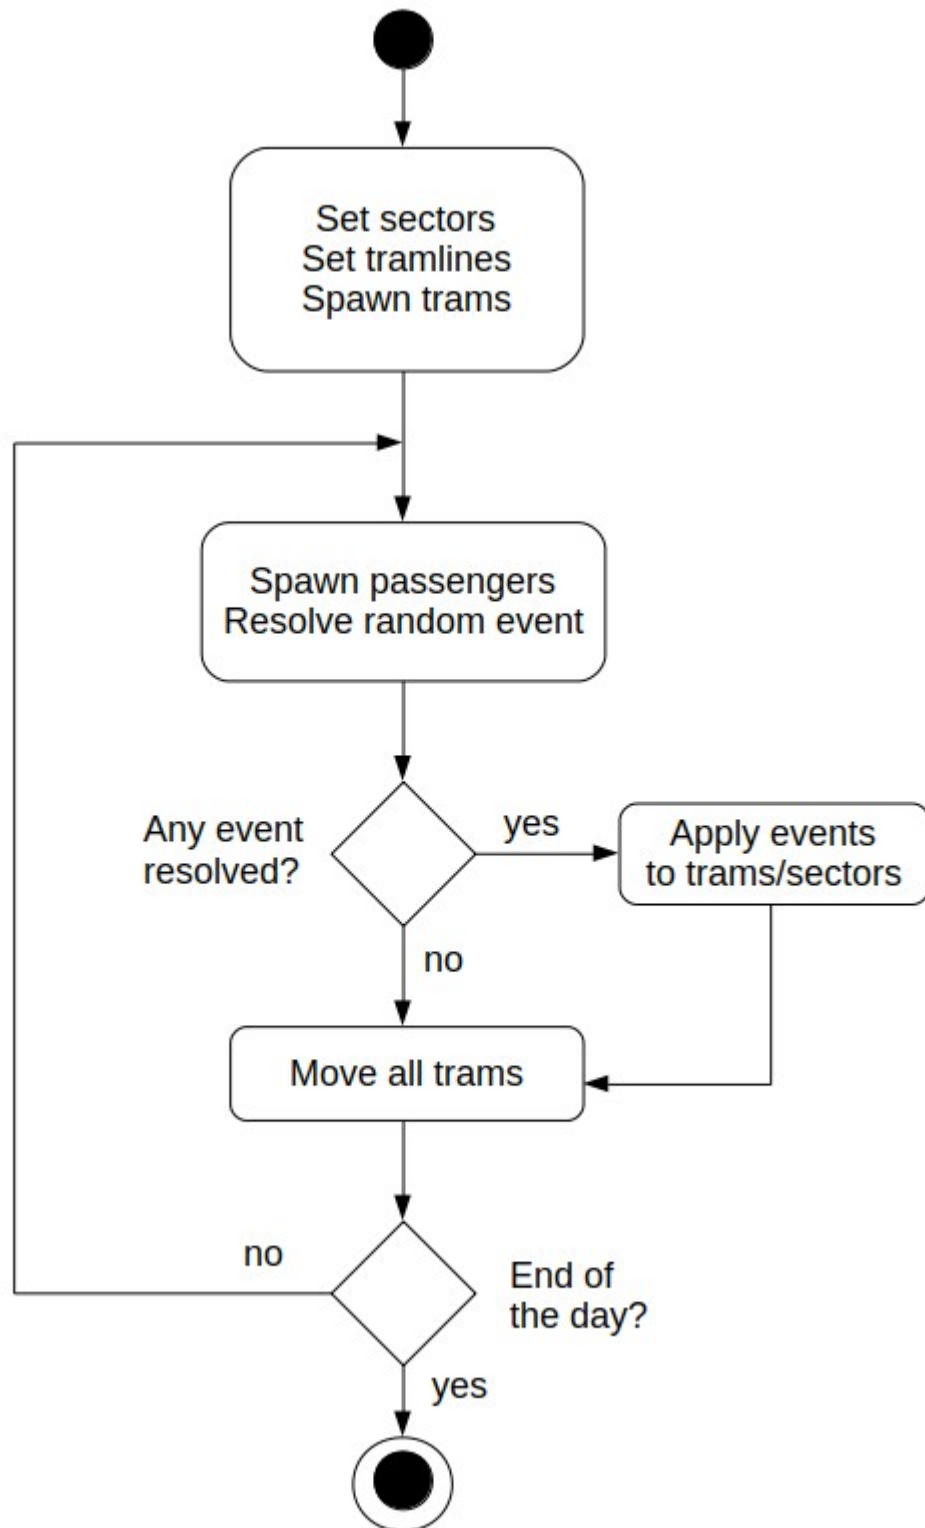 Set sectors
Set tramlines
Spawn trams
Spawn passengers
Resolve random event
Any event
resolved?
yes
Apply events
to trams/sectors
no
Move all trams
no
End of
the day?
yes